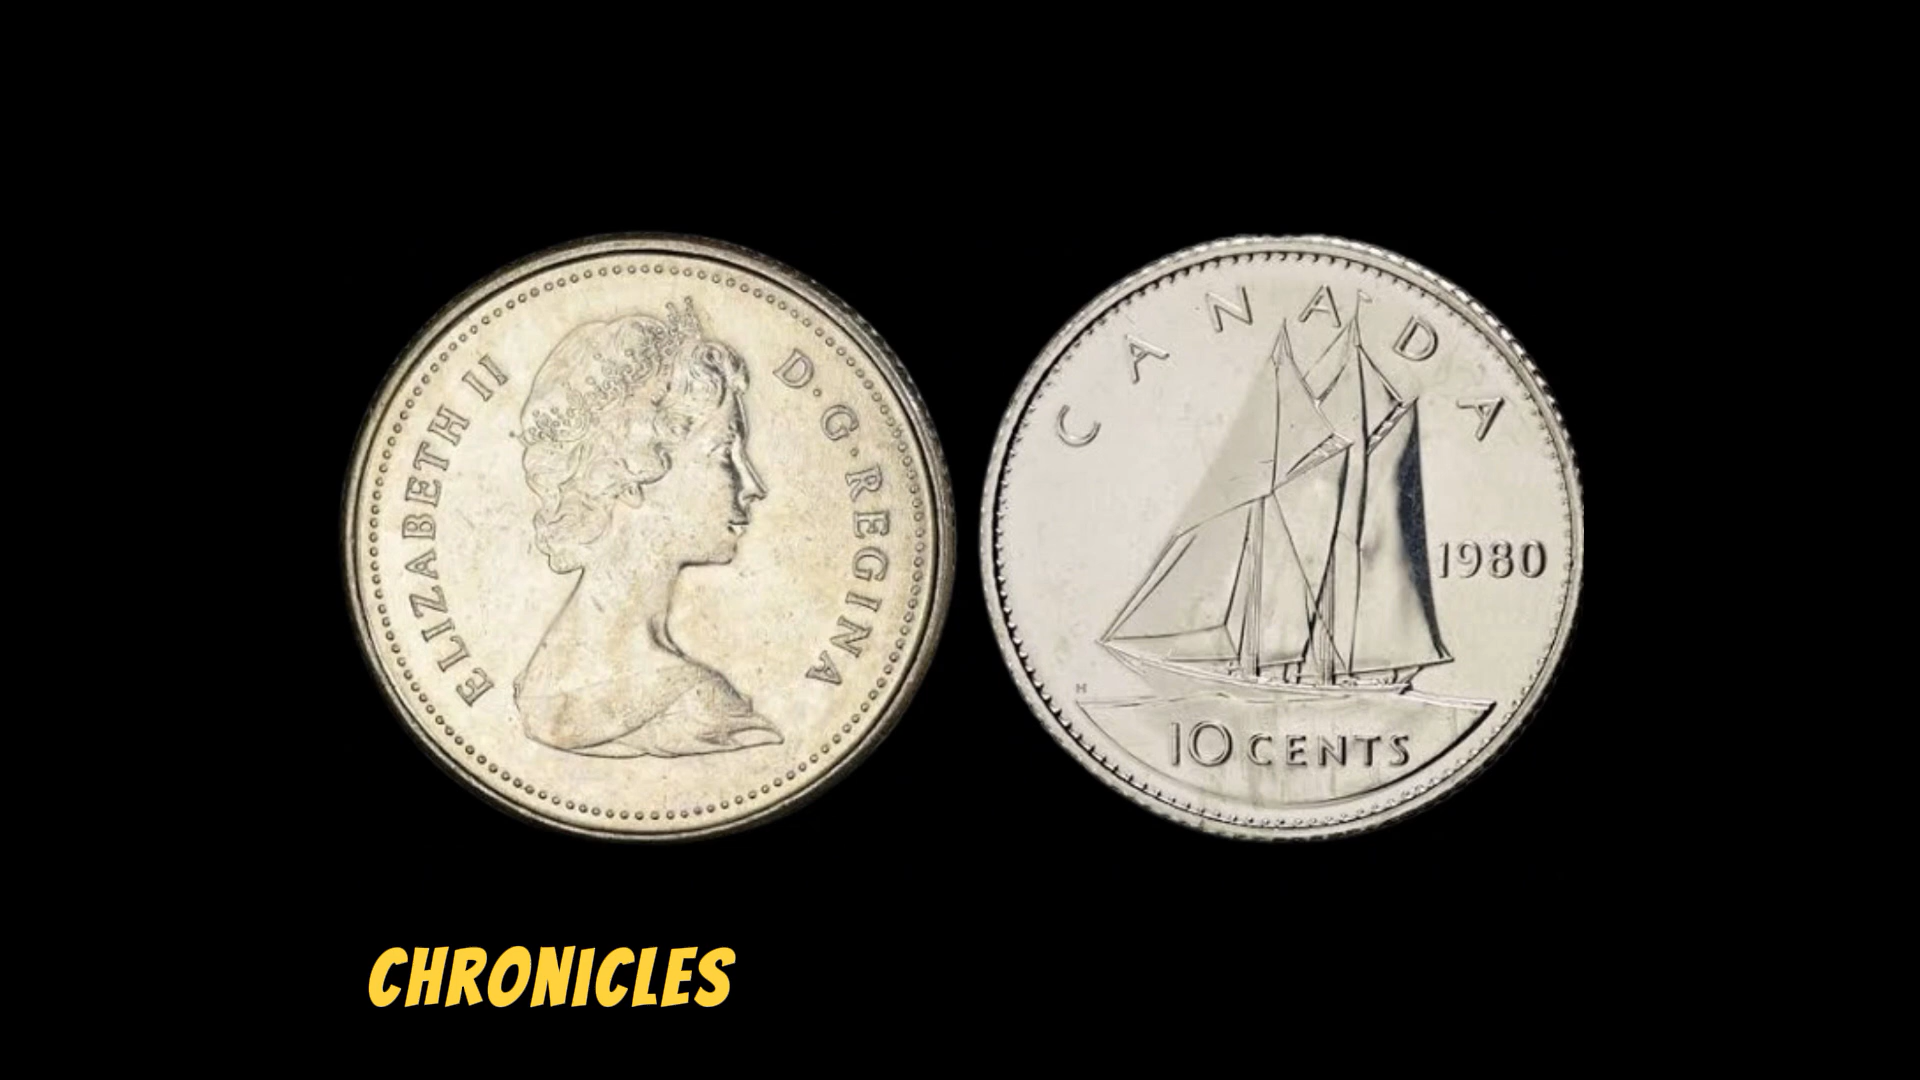 ELIZABETH II D·G·REGINA
CANADA
1980
H
10 CENTS
CHRONICLES